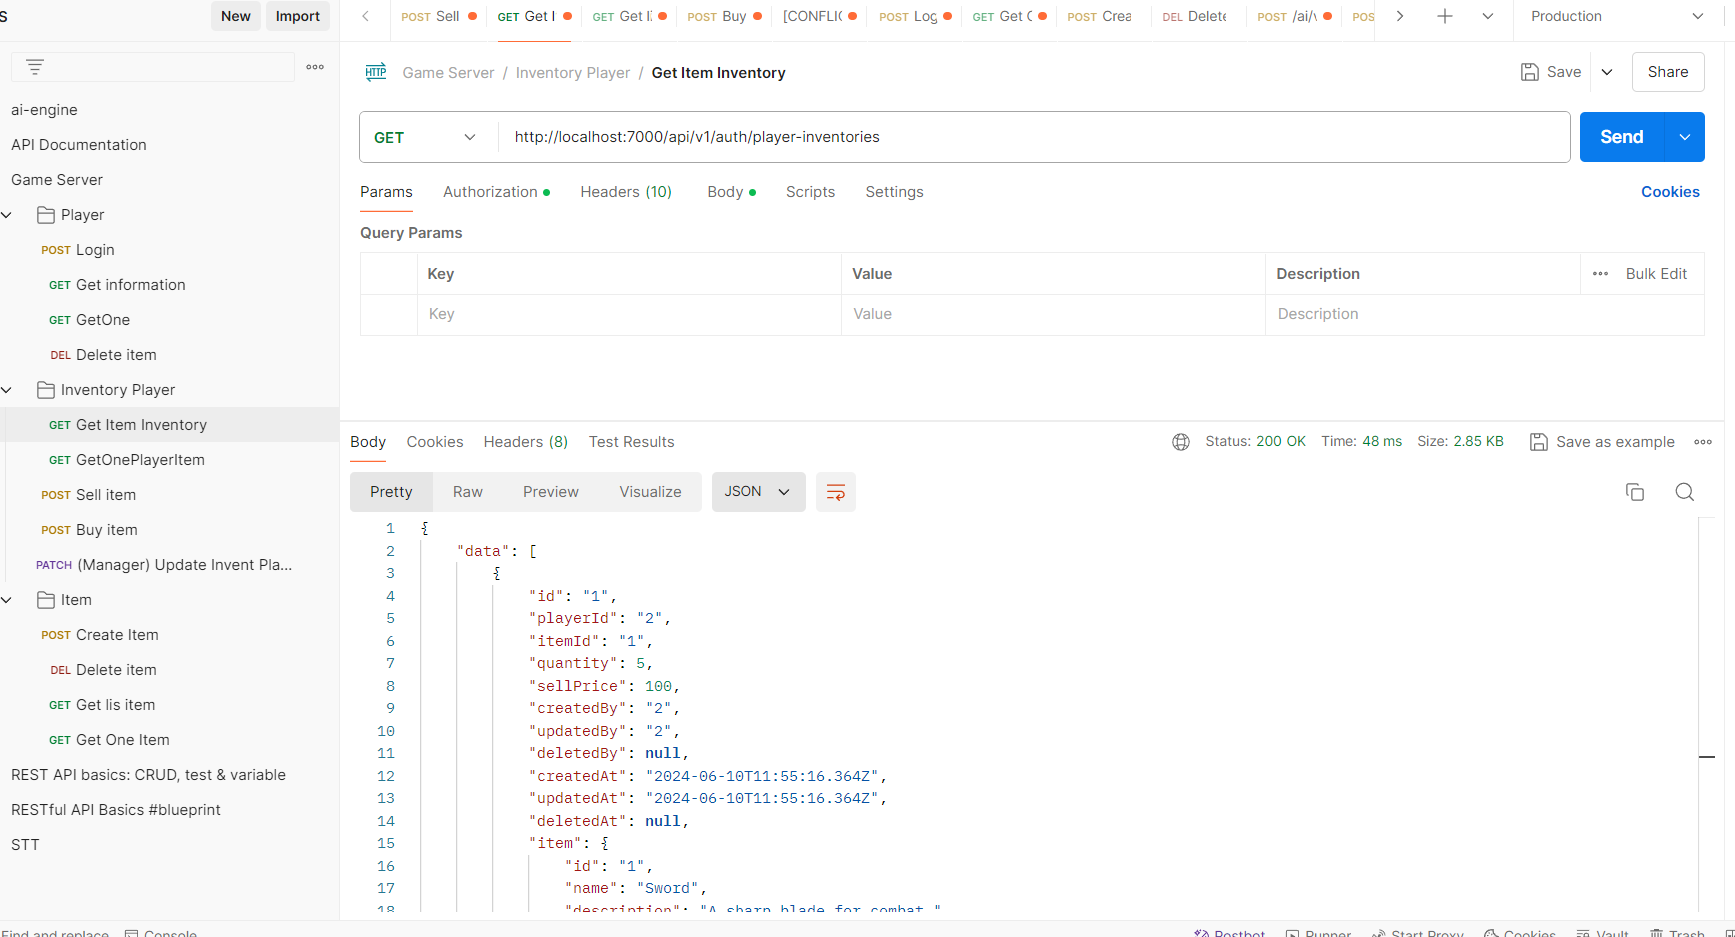 S New Import
POST Sell GET Get I GET Get I POST Buy [CONFLIC POST Log GET Get C POST Crea DEL Delete POST /ai/v POS Production
HTTP Game Server / Inventory Player / Get Item Inventory Save Share
GET http://localhost:7000/api/v1/auth/player-inventories Send
Params Authorization Headers (10) Body Scripts Settings Cookies
Query Params
Key Value Description Bulk Edit
Key Value Description
ai-engine
API Documentation
Game Server
Player
POST Login
GET Get information
GET GetOne
DEL Delete item
Inventory Player
GET Get Item Inventory
GET GetOnePlayerItem
POST Sell item
POST Buy item
PATCH (Manager) Update Invent Pla...
Item
POST Create Item
DEL Delete item
GET Get lis item
GET Get One Item
REST API basics: CRUD, test & variable
RESTful API Basics #blueprint
STT
Body Cookies Headers (8) Test Results Status: 200 OK Time: 48 ms Size: 2.85 KB Save as example
Pretty Raw Preview Visualize JSON
1 {
2 "data": [
3 {
4 "id": "1",
5 "playerId": "2",
6 "itemId": "1",
7 "quantity": 5,
8 "sellPrice": 100,
9 "createdBy": "2",
10 "updatedBy": "2",
11 "deletedBy": null,
12 "createdAt": "2024-06-10T11:55:16.364Z",
13 "updatedAt": "2024-06-10T11:55:16.364Z",
14 "deletedAt": null,
15 "item": {
16 "id": "1",
17 "name": "Sword",
18 "description": "A sharp blade for combat."
Find and replace Console Postbot Runner Start Proxy Cookies Vault Trash